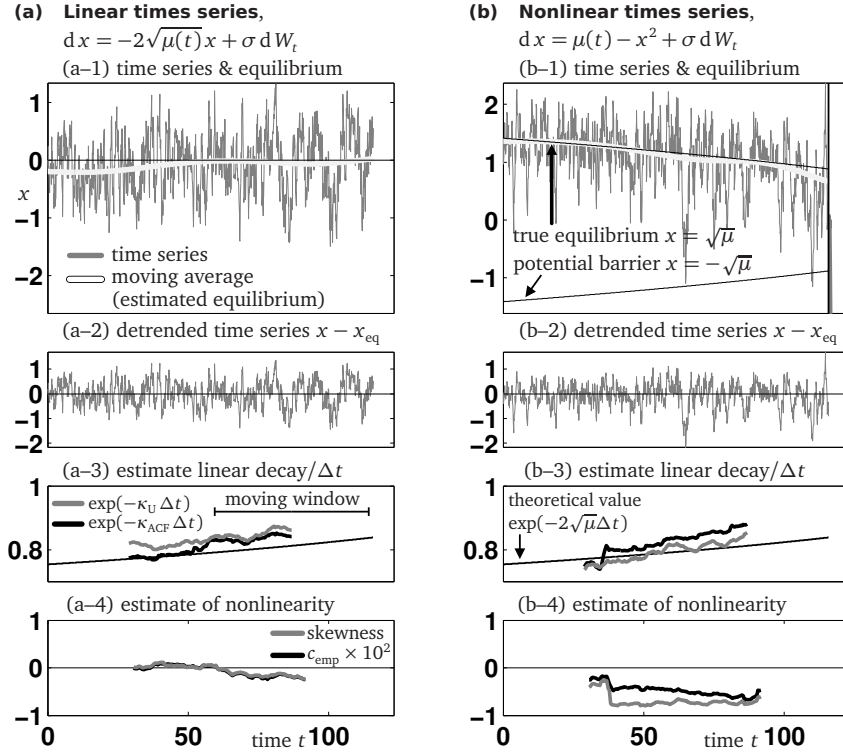 (a) Linear times series,
d x = −2√μ(t) x + σ d W_t
(a–1) time series & equilibrium
1
0
x
−1
−2
time series
moving average
(estimated equilibrium)
(a–2) detrended time series x − x_eq
1
0
−1
−2
(a–3) estimate linear decay/Δt
1
0.8
exp(−κ_U Δt)
exp(−κ_ACF Δt)
moving window
(a–4) estimate of nonlinearity
1
0
−1
skewness
c_emp × 10²
0 50 time t 100
(b) Nonlinear times series,
d x = μ(t) − x² + σ d W_t
(b–1) time series & equilibrium
2
1
0
−1
true equilibrium x = √μ
potential barrier x = −√μ
(b–2) detrended time series x − x_eq
1
0
−1
−2
(b–3) estimate linear decay/Δt
1
0.8
theoretical value
exp(−2√μΔt)
(b–4) estimate of nonlinearity
1
0
−1
0 50 time t 100